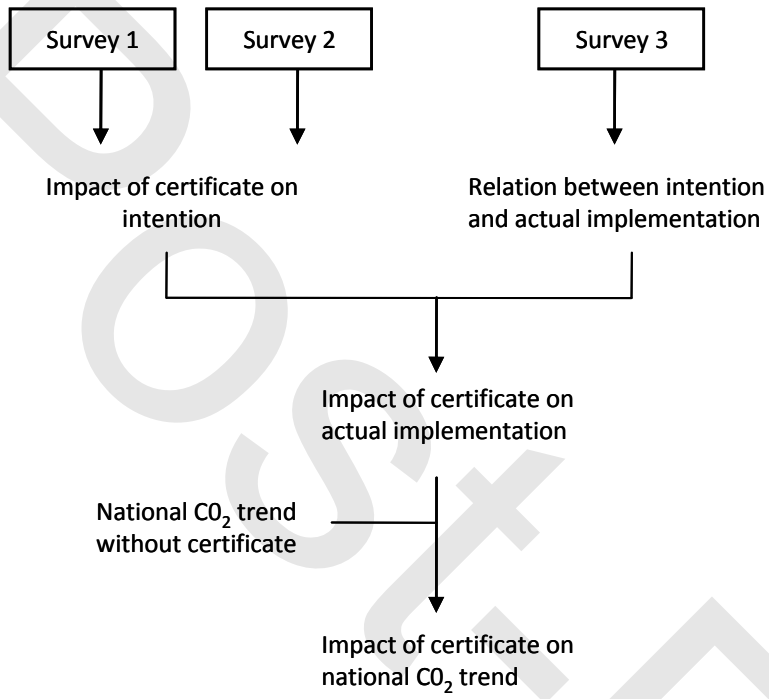 Survey 1
Survey 2
Survey 3
Impact of certificate on
intention
Relation between intention
and actual implementation
Impact of certificate on
actual implementation
National C0₂ trend
without certificate
Impact of certificate on
national C0₂ trend